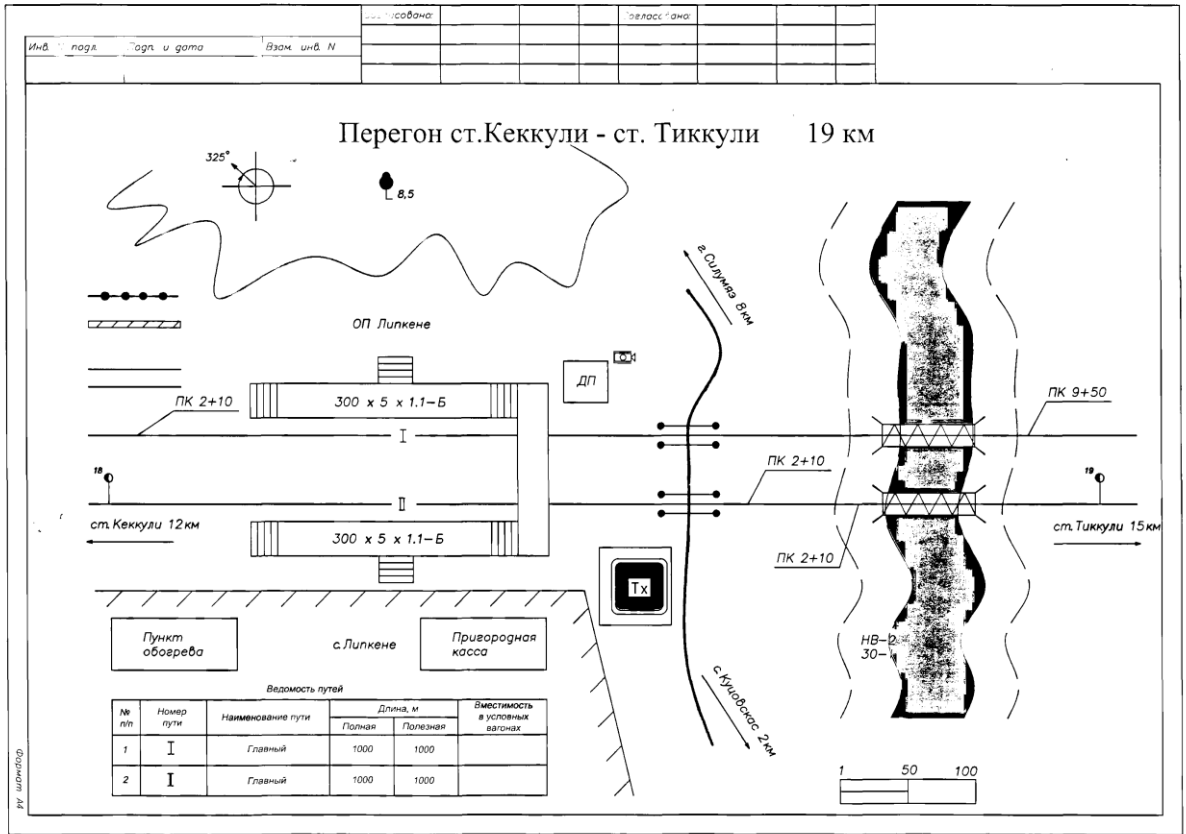 Согласовано:
Инв. N подл.
Подп. и дата
Взам. инв. N
Перегон ст.Кеккули - ст. Тиккули 19 км
325°
8,5
г. Силумяэ 8км
ОП Липкене
ДП
ПК 2+10
300 х 5 х 1.1-Б
ПК 9+50
I
ПК 2+10
18
19
II
ст. Кеккули 12км
ст. Тиккули 15км
300 х 5 х 1.1-Б
ПК 2+10
Тх
Пункт
обогрева
с.Липкене
Пригородная
касса
НВ-2
30-
с. Куцовская 2км
Ведомость путей
№
п/п
Номер
пути
Наименование пути
Длина, м
Полная
Полезная
Вместимость
в условных
вагонах
1 I Главный 1000 1000
2 I Главный 1000 1000
1 50 100
Формат А4